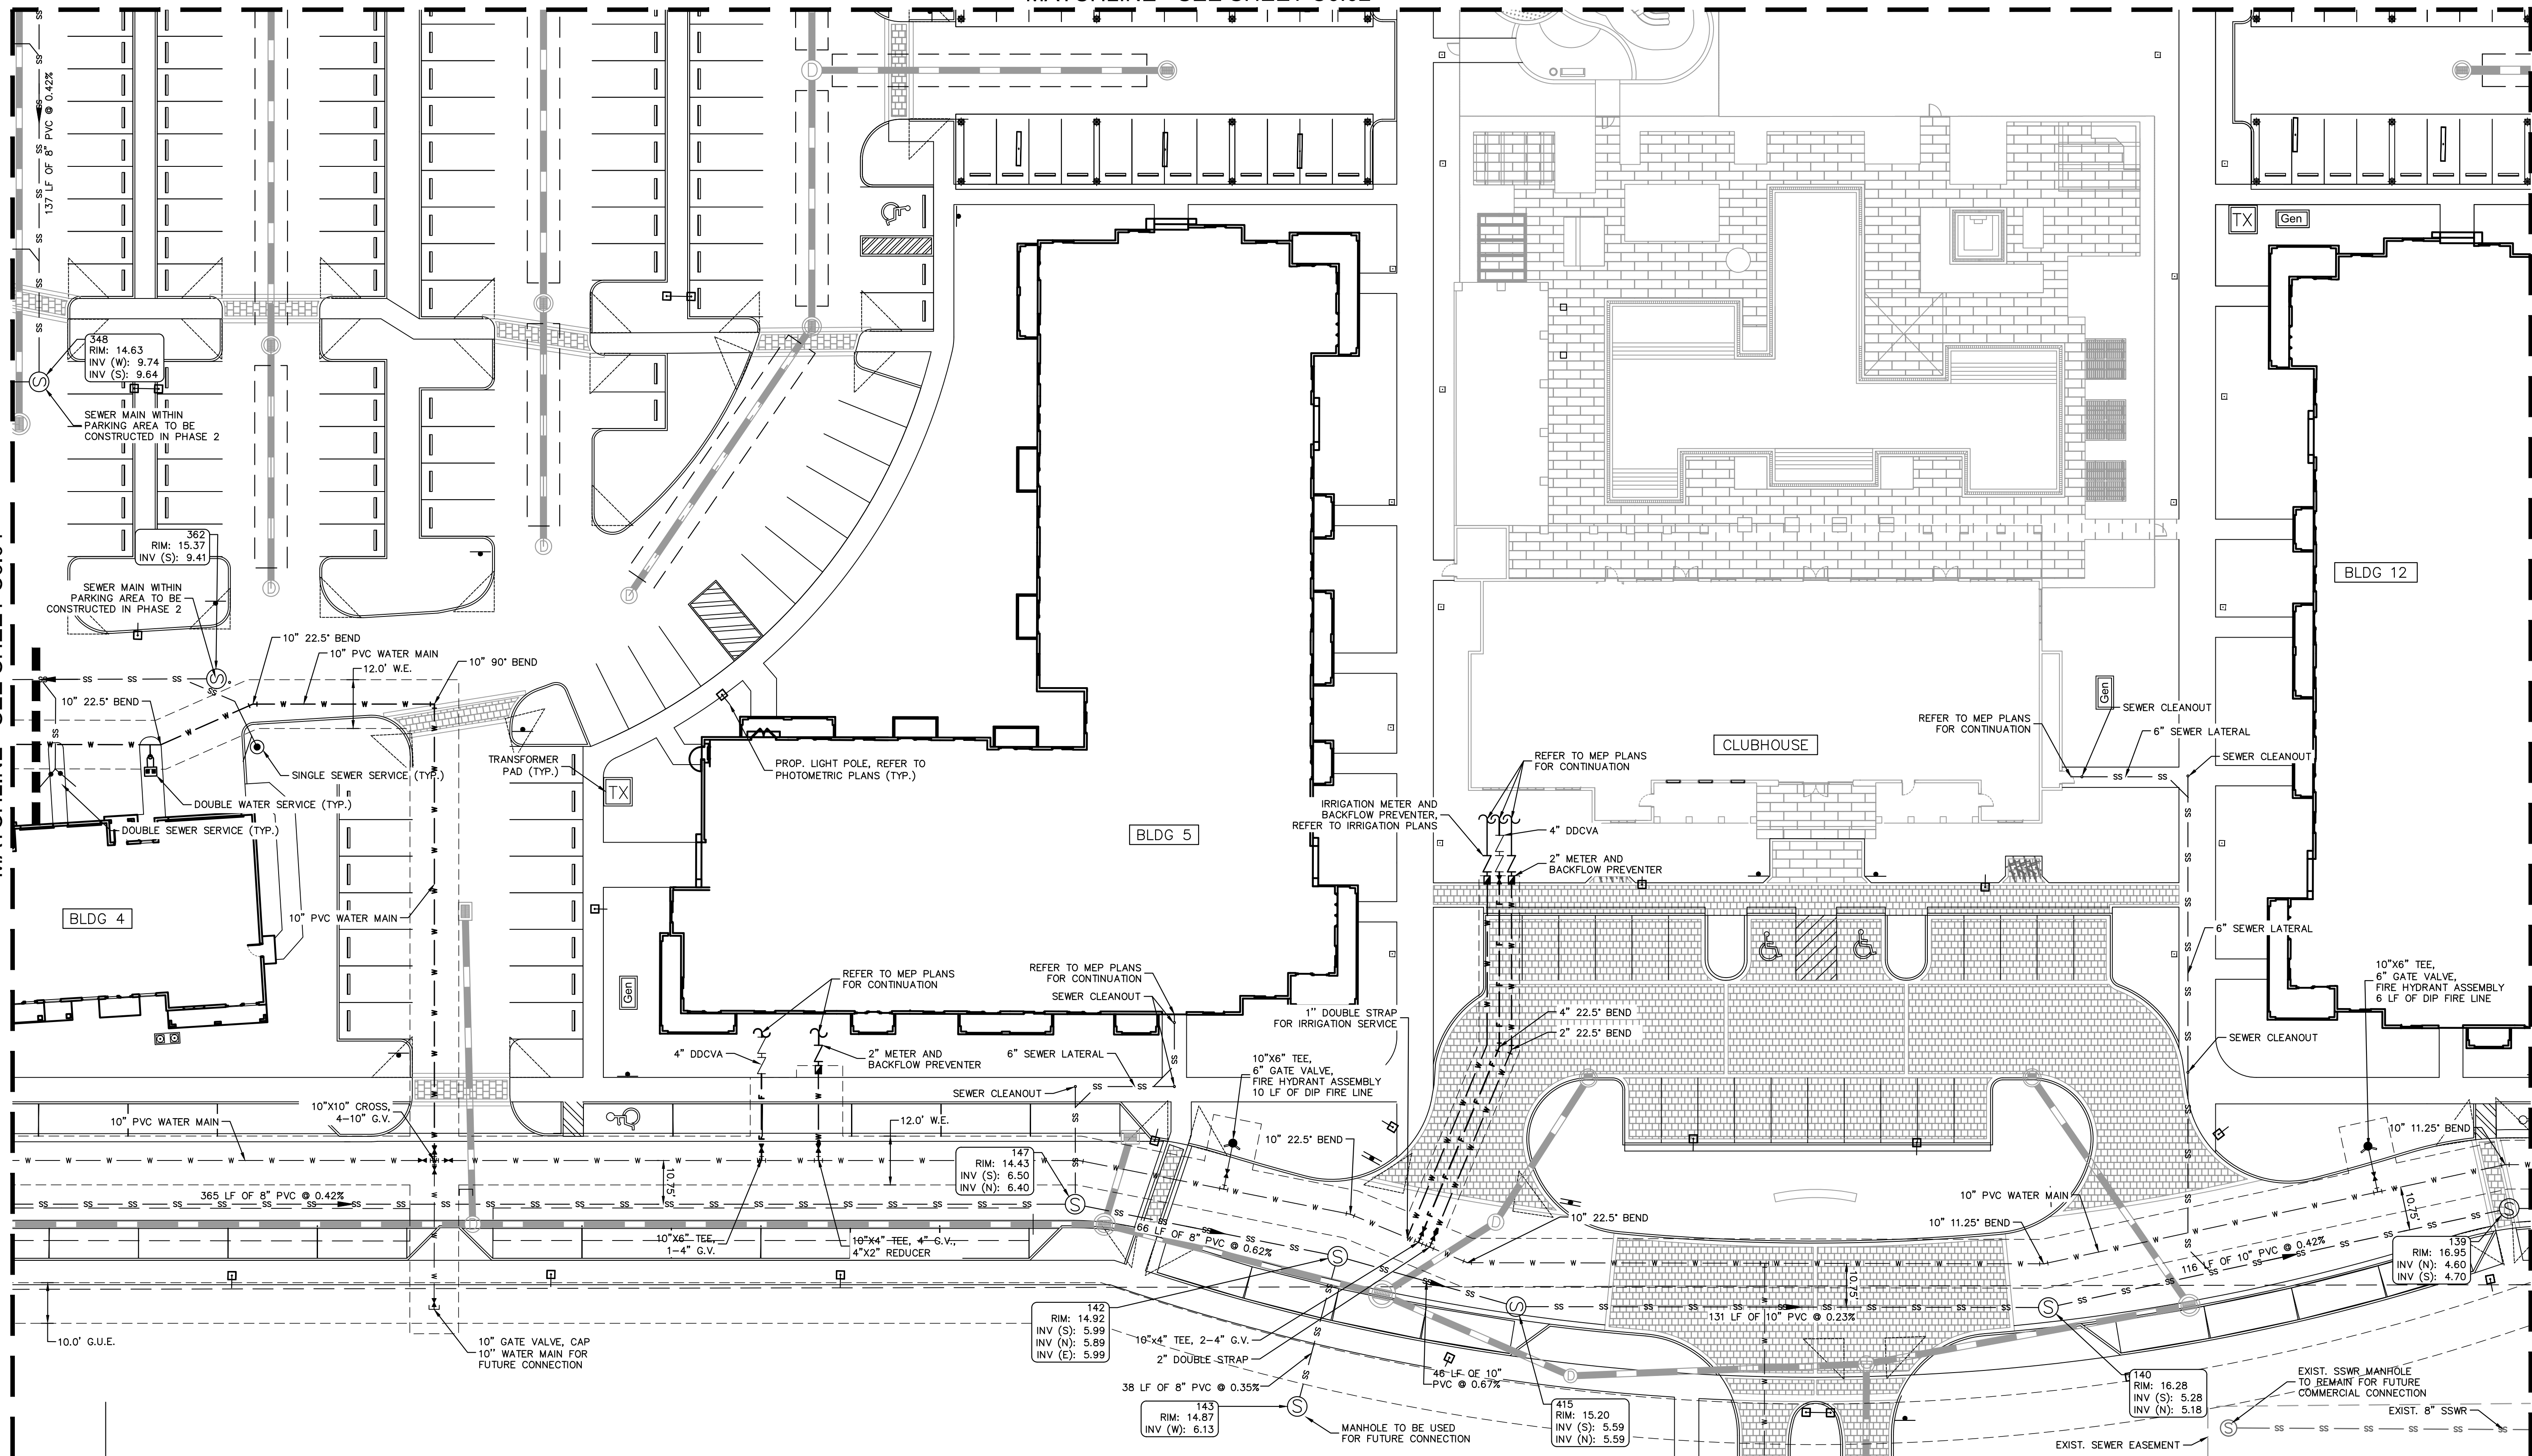 137 LF OF 8" PVC @ 0.42%
348
RIM: 14.63
INV (W): 9.74
INV (S): 9.64
SEWER MAIN WITHIN
PARKING AREA TO BE
CONSTRUCTED IN PHASE 2
362
RIM: 15.37
INV (S): 9.41
SEWER MAIN WITHIN
PARKING AREA TO BE
CONSTRUCTED IN PHASE 2
10" 22.5° BEND
10" PVC WATER MAIN
12.0' W.E.
10" 90° BEND
10" 22.5° BEND
SINGLE SEWER SERVICE (TYP.)
DOUBLE WATER SERVICE (TYP.)
DOUBLE SEWER SERVICE (TYP.)
BLDG 4
10" PVC WATER MAIN
TRANSFORMER
PAD (TYP.)
TX
PROP. LIGHT POLE, REFER TO
PHOTOMETRIC PLANS (TYP.)
BLDG 5
Gen
REFER TO MEP PLANS
FOR CONTINUATION
REFER TO MEP PLANS
FOR CONTINUATION
SEWER CLEANOUT
4" DDCVA
2" METER AND
BACKFLOW PREVENTER
6" SEWER LATERAL
SEWER CLEANOUT
10"X10" CROSS,
4-10" G.V.
10" PVC WATER MAIN
12.0' W.E.
10.75'
365 LF OF 8" PVC @ 0.42%
147
RIM: 14.43
INV (S): 6.50
INV (N): 6.40
10"X6" TEE,
1-4" G.V.
10"X4" TEE, 4" G.V.,
4"X2" REDUCER
10.0' G.U.E.
10" GATE VALVE, CAP
10" WATER MAIN FOR
FUTURE CONNECTION
66 LF OF 8" PVC @ 0.62%
142
RIM: 14.92
INV (S): 5.99
INV (N): 5.89
INV (E): 5.99
38 LF OF 8" PVC @ 0.35%
143
RIM: 14.87
INV (W): 6.13
MANHOLE TO BE USED
FOR FUTURE CONNECTION
10"x4" TEE, 2-4" G.V.
2" DOUBLE STRAP
46 LF OF 10"
PVC @ 0.67%
415
RIM: 15.20
INV (S): 5.59
INV (N): 5.59
1" DOUBLE STRAP
FOR IRRIGATION SERVICE
10"X6" TEE,
6" GATE VALVE,
FIRE HYDRANT ASSEMBLY
10 LF OF DIP FIRE LINE
10" 22.5° BEND
10" 22.5° BEND
4" 22.5° BEND
2" 22.5° BEND
IRRIGATION METER AND
BACKFLOW PREVENTER,
REFER TO IRRIGATION PLANS
REFER TO MEP PLANS
FOR CONTINUATION
4" DDCVA
2" METER AND
BACKFLOW PREVENTER
CLUBHOUSE
REFER TO MEP PLANS
FOR CONTINUATION
Gen
SEWER CLEANOUT
6" SEWER LATERAL
SEWER CLEANOUT
TX
Gen
BLDG 12
6" SEWER LATERAL
10"X6" TEE,
6" GATE VALVE,
FIRE HYDRANT ASSEMBLY
6 LF OF DIP FIRE LINE
SEWER CLEANOUT
10" 11.25° BEND
10" PVC WATER MAIN
10.75'
10" 11.25° BEND
131 LF OF 10" PVC @ 0.23%
10.75'
116 LF OF 10" PVC @ 0.42%
139
RIM: 16.95
INV (N): 4.60
INV (S): 4.70
140
RIM: 16.28
INV (S): 5.28
INV (N): 5.18
EXIST. SSWR MANHOLE
TO REMAIN FOR FUTURE
COMMERCIAL CONNECTION
EXIST. 8" SSWR
EXIST. SEWER EASEMENT